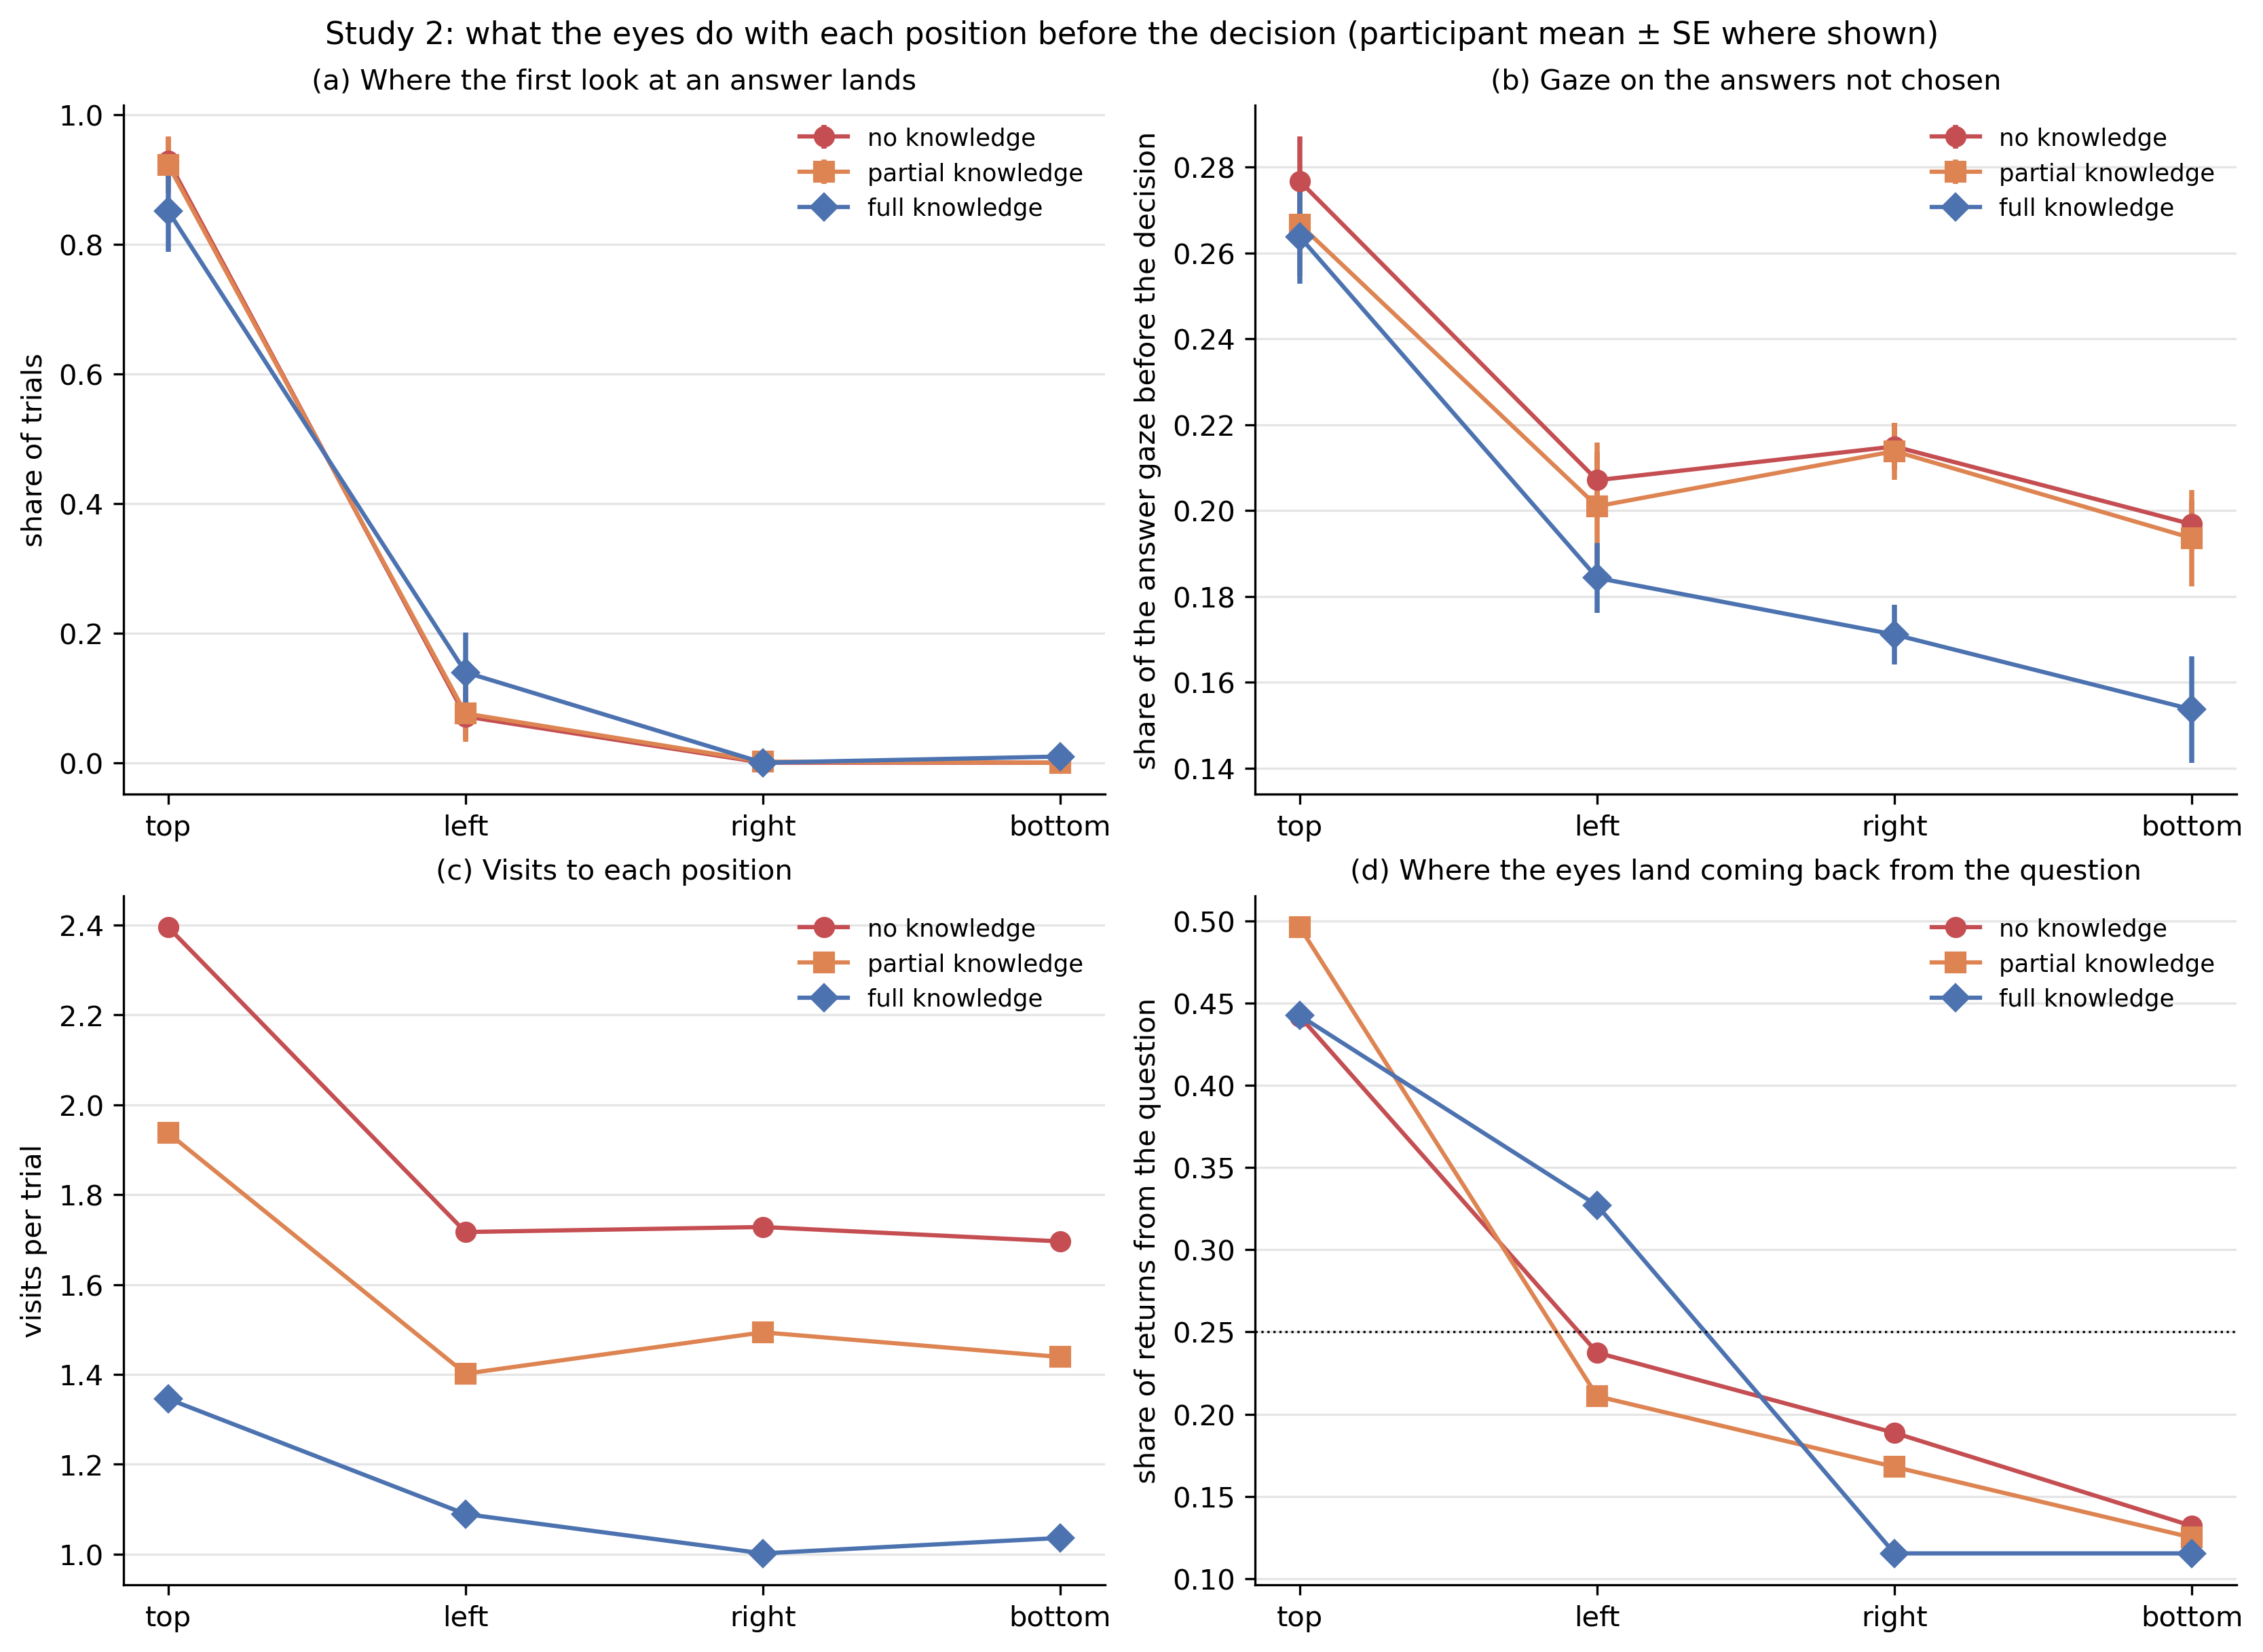 Study 2: what the eyes do with each position before the decision (participant mean ± SE where shown)
(a) Where the first look at an answer lands
share of trials
1.0
0.8
0.6
0.4
0.2
0.0
top left right bottom
no knowledge
partial knowledge
full knowledge
(b) Gaze on the answers not chosen
share of the answer gaze before the decision
0.28
0.26
0.24
0.22
0.20
0.18
0.16
0.14
top left right bottom
no knowledge
partial knowledge
full knowledge
(c) Visits to each position
visits per trial
2.4
2.2
2.0
1.8
1.6
1.4
1.2
1.0
top left right bottom
no knowledge
partial knowledge
full knowledge
(d) Where the eyes land coming back from the question
share of returns from the question
0.50
0.45
0.40
0.35
0.30
0.25
0.20
0.15
0.10
top left right bottom
no knowledge
partial knowledge
full knowledge